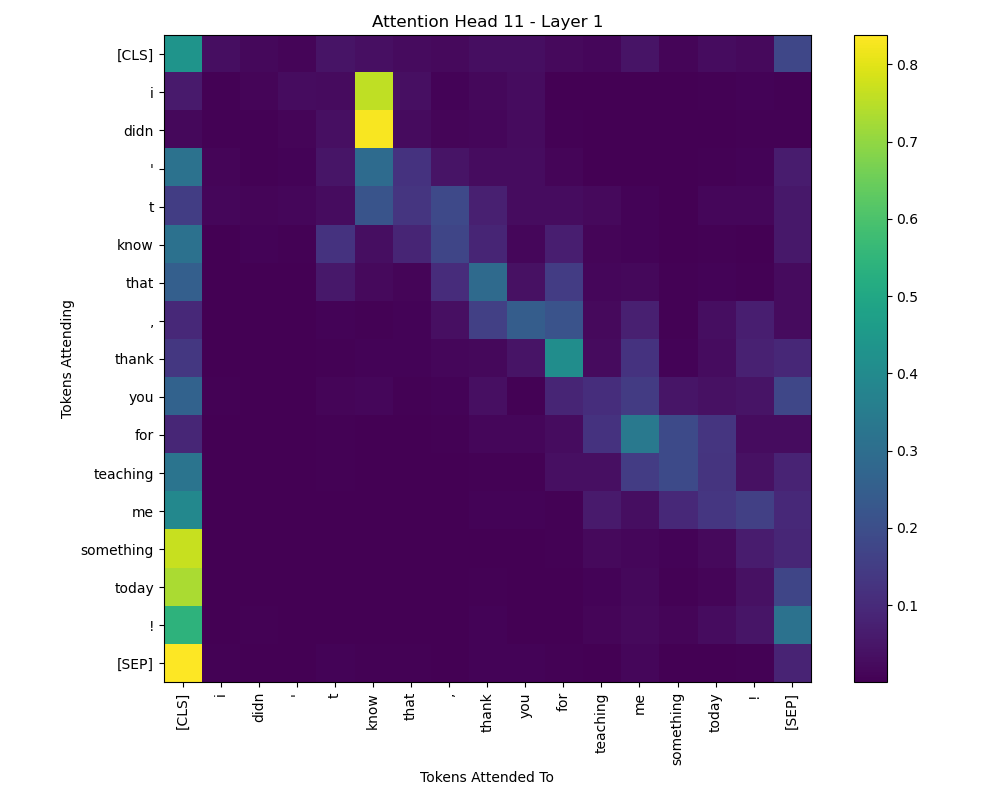 Attention Head 11 - Layer 1
Tokens Attending
[CLS]
i
didn
'
t
know
that
,
thank
you
for
teaching
me
something
today
!
[SEP]
[CLS]
i
didn
'
t
know
that
,
thank
you
for
teaching
me
something
today
!
[SEP]
Tokens Attended To
0.8
0.7
0.6
0.5
0.4
0.3
0.2
0.1